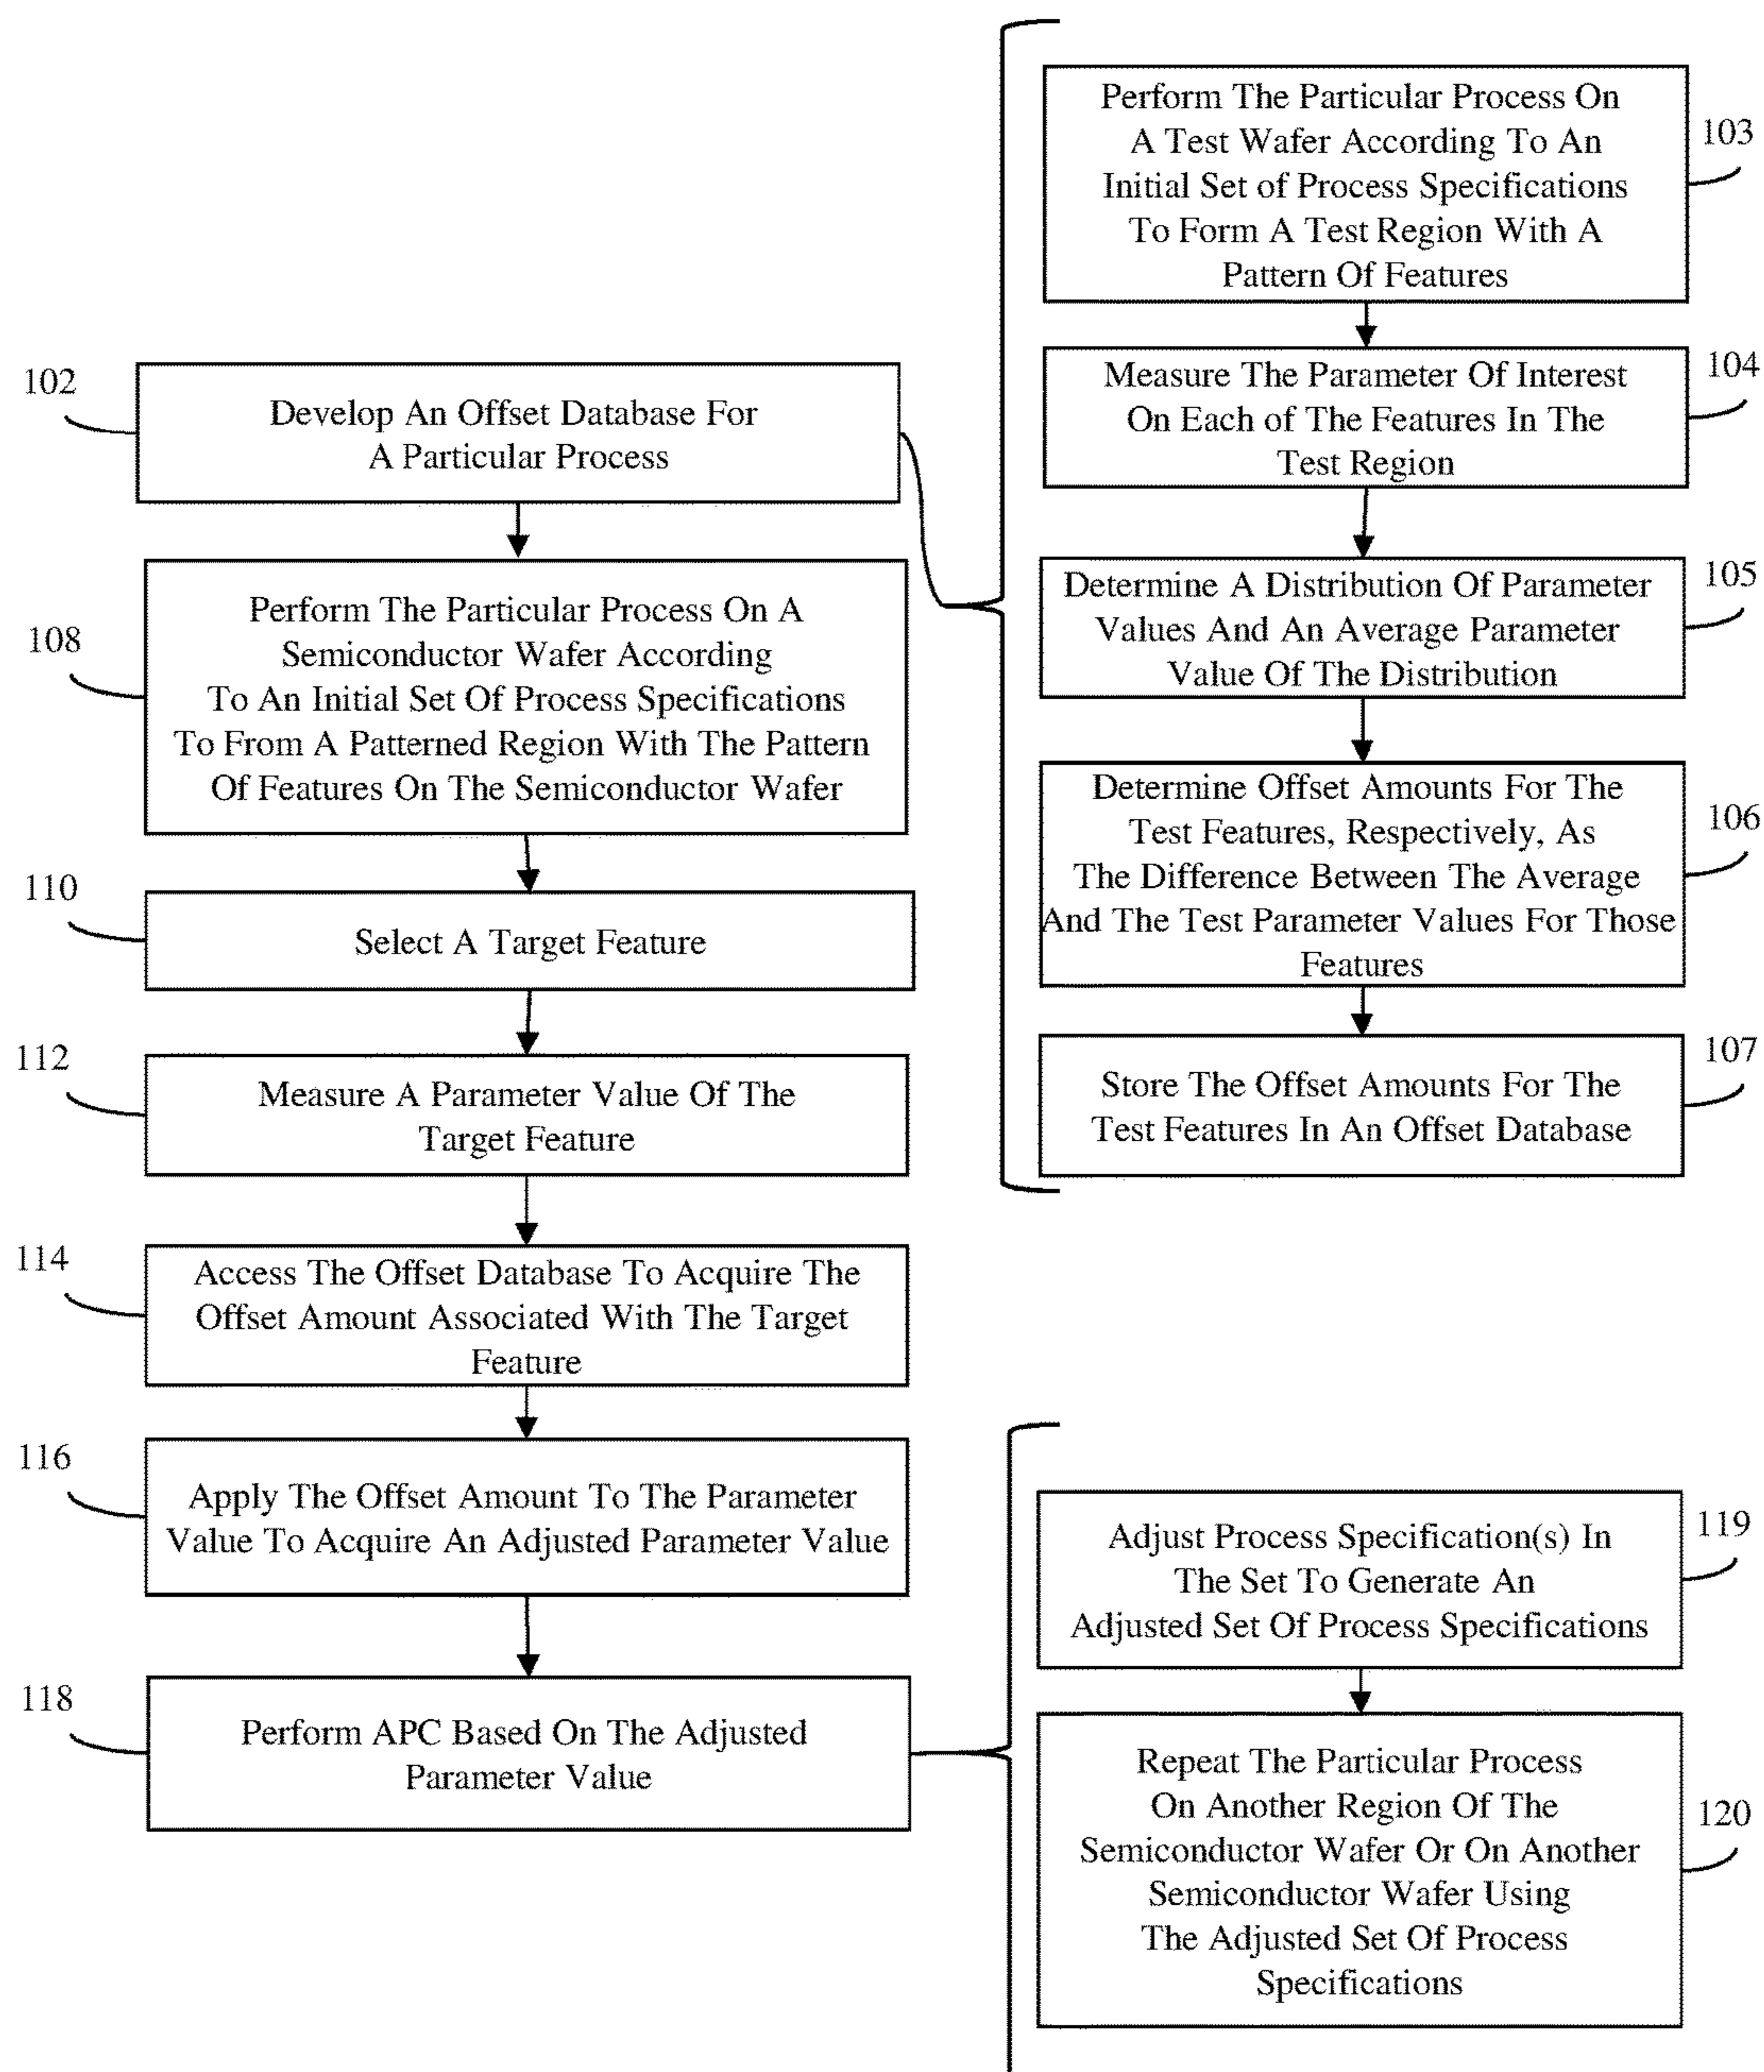 102
Develop An Offset Database For
A Particular Process
108
Perform The Particular Process On A
Semiconductor Wafer According
To An Initial Set Of Process Specifications
To From A Patterned Region With The Pattern
Of Features On The Semiconductor Wafer
110
Select A Target Feature
112
Measure A Parameter Value Of The
Target Feature
114
Access The Offset Database To Acquire The
Offset Amount Associated With The Target
Feature
116
Apply The Offset Amount To The Parameter
Value To Acquire An Adjusted Parameter Value
118
Perform APC Based On The Adjusted
Parameter Value
Perform The Particular Process On
A Test Wafer According To An
Initial Set of Process Specifications
To Form A Test Region With A
Pattern Of Features
103
Measure The Parameter Of Interest
On Each of The Features In The
Test Region
104
Determine A Distribution Of Parameter
Values And An Average Parameter
Value Of The Distribution
105
Determine Offset Amounts For The
Test Features, Respectively, As
The Difference Between The Average
And The Test Parameter Values For Those
Features
106
Store The Offset Amounts For The
Test Features In An Offset Database
107
Adjust Process Specification(s) In
The Set To Generate An
Adjusted Set Of Process Specifications
119
Repeat The Particular Process
On Another Region Of The
Semiconductor Wafer Or On Another
Semiconductor Wafer Using
The Adjusted Set Of Process
Specifications
120